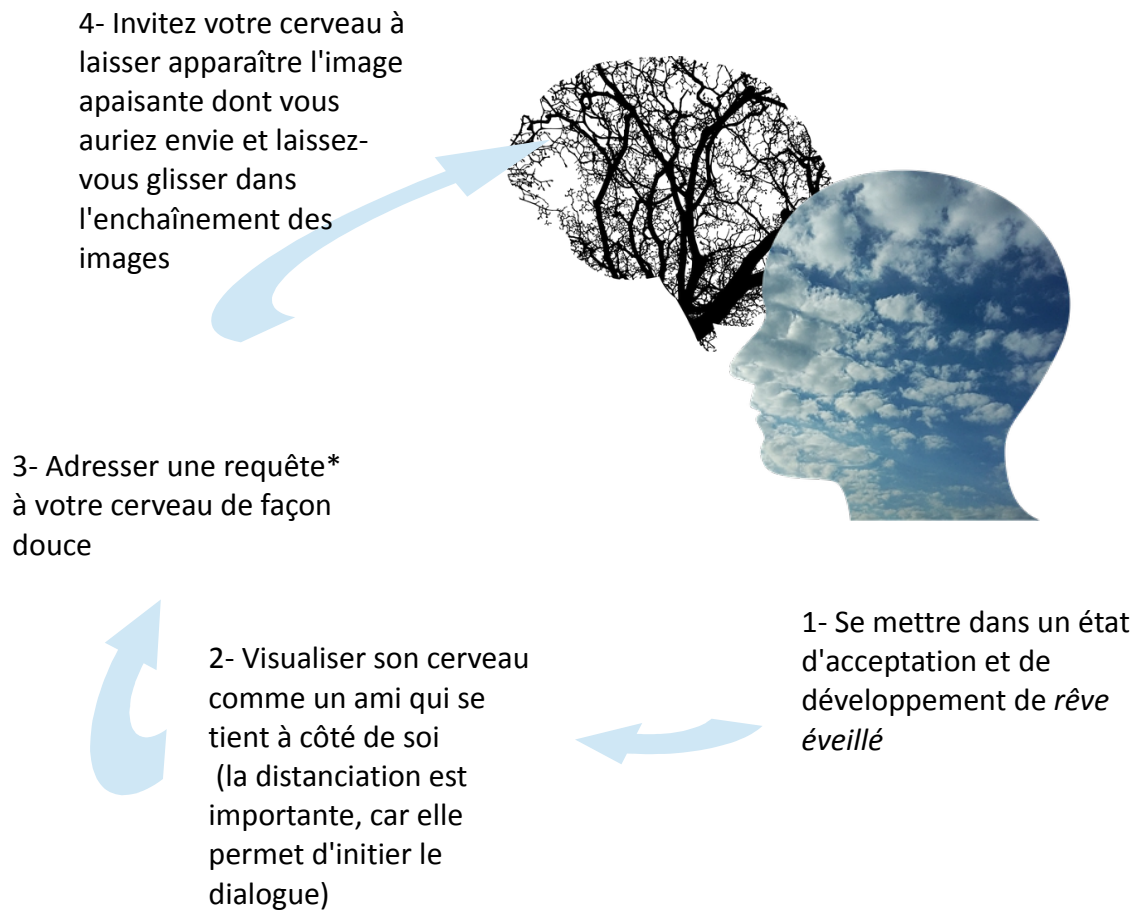 4- Invitez votre cerveau à
laisser apparaître l'image
apaisante dont vous
auriez envie et laissez-
vous glisser dans
l'enchaînement des
images
3- Adresser une requête*
à votre cerveau de façon
douce
2- Visualiser son cerveau
comme un ami qui se
tient à côté de soi
(la distanciation est
importante, car elle
permet d'initier le
dialogue)
1- Se mettre dans un état
d'acceptation et de
développement de rêve
éveillé